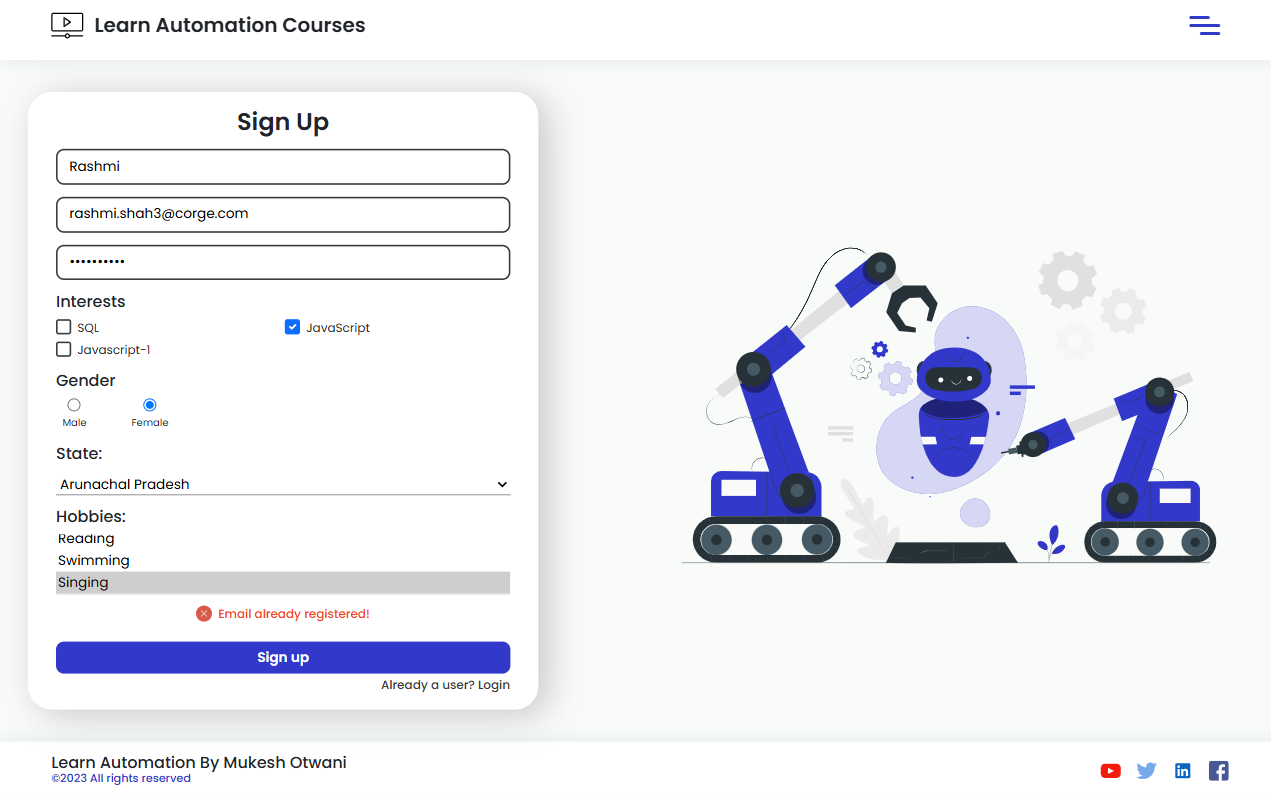 Learn Automation Courses
Sign Up
Rashmi
rashmi.shah3@corge.com
••••••••••
Interests
SQL
JavaScript
Javascript-1
Gender
Male
Female
State:
Arunachal Pradesh
Hobbies:
Reading
Swimming
Singing
Email already registered!
Sign up
Already a user? Login
Learn Automation By Mukesh Otwani
©2023 All rights reserved